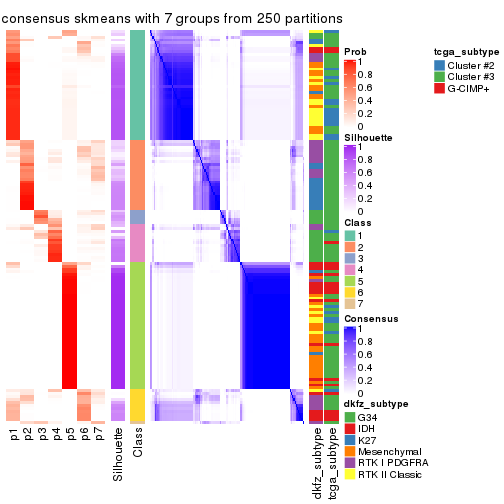 consensus skmeans with 7 groups from 250 partitions
Prob
1
0.8
0.6
0.4
0.2
0
Silhouette
1
0.8
0.6
0.4
0.2
0
Class
1
2
3
4
5
6
7
Consensus
1
0.8
0.6
0.4
0.2
0
dkfz_subtype
G34
IDH
K27
Mesenchymal
RTK I PDGFRA
RTK II Classic
tcga_subtype
Cluster #2
Cluster #3
G-CIMP+
p1
p2
p3
p4
p5
p6
p7
Silhouette
Class
dkfz_subtype
tcga_subtype